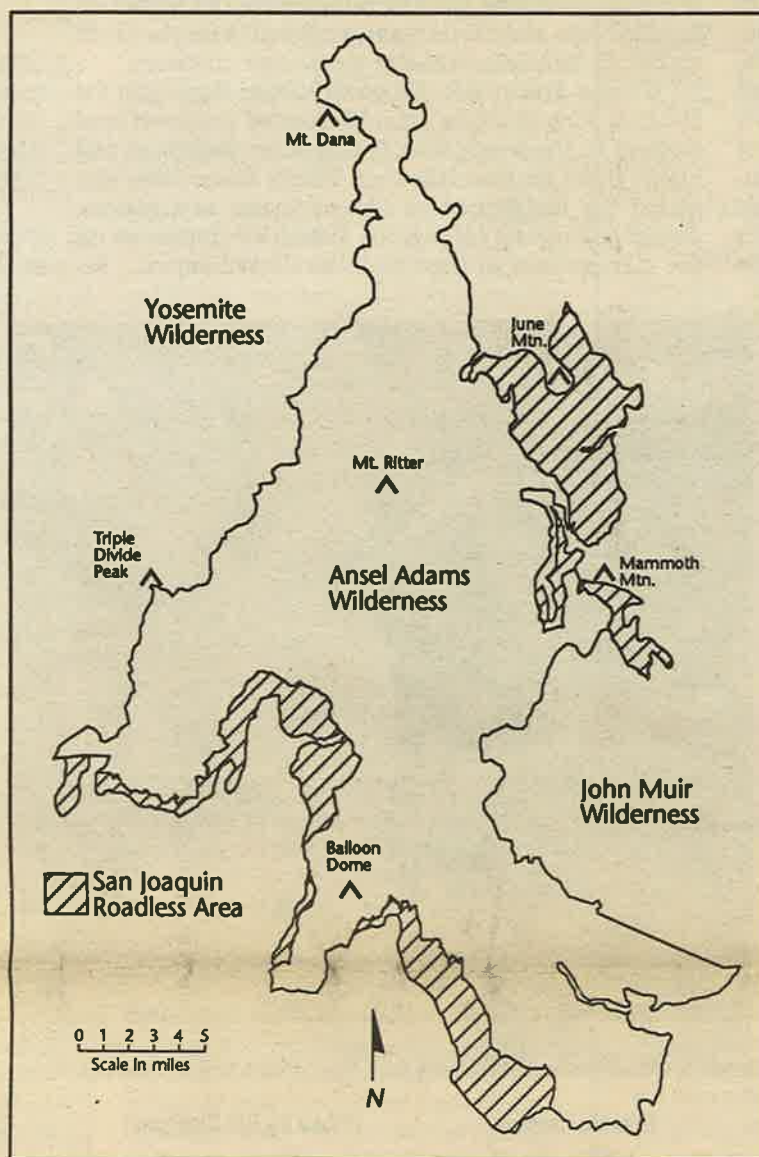 Mt. Dana
Yosemite
Wilderness
June
Mtn.
Mt. Ritter
Triple
Divide
Peak
Ansel Adams
Wilderness
Mammoth
Mtn.
John Muir
Wilderness
Balloon
Dome
San Joaquin
Roadless Area
0 1 2 3 4 5
Scale in miles
N